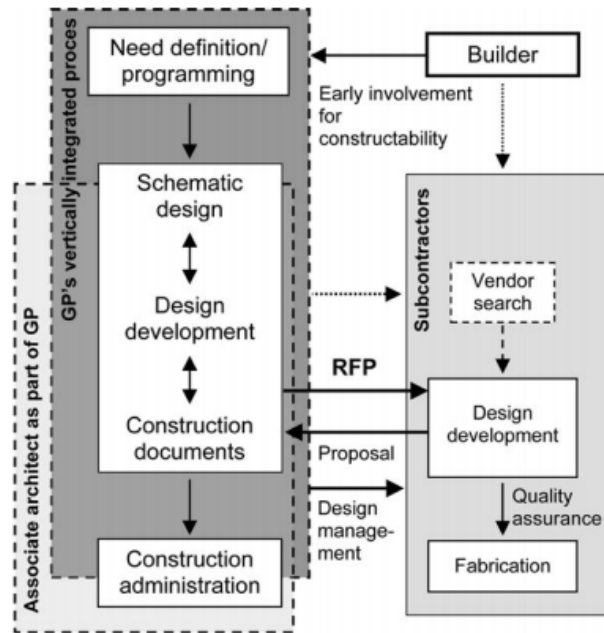 Need definition/
programming
Builder
Early involvement
for
constructability
GP's vertically integrated proces
Schematic
design
Design
development
Construction
documents
Construction
administration
Associate architect as part of GP
Subcontractors
Vendor
search
RFP
Design
development
Proposal
Design
manage-
ment
Quality
assurance
Fabrication